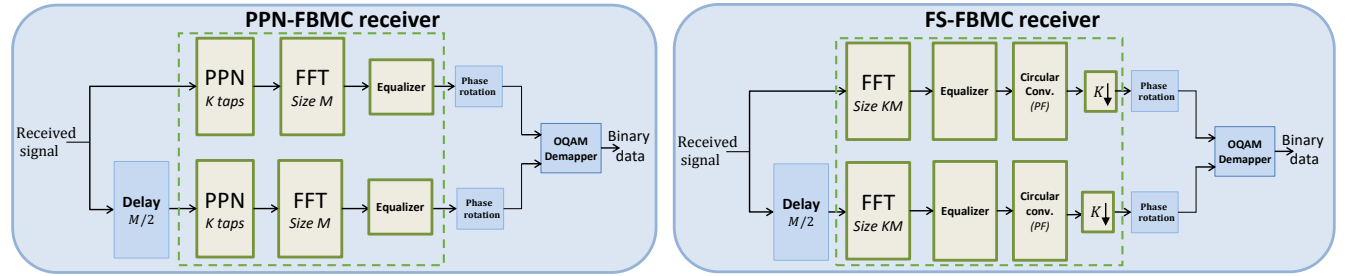 PPN-FBMC receiver
PPN
K taps
FFT
Size M
Equalizer
Phase
rotation
Received
signal
Delay
M/2
PPN
K taps
FFT
Size M
Equalizer
Phase
rotation
OQAM
Demapper
Binary
data
FS-FBMC receiver
FFT
Size KM
Equalizer
Circular
Conv.
(PF)
K
Phase
rotation
Received
signal
Delay
M/2
FFT
Size KM
Equalizer
Circular
conv.
(PF)
K
Phase
rotation
OQAM
Demapper
Binary
data